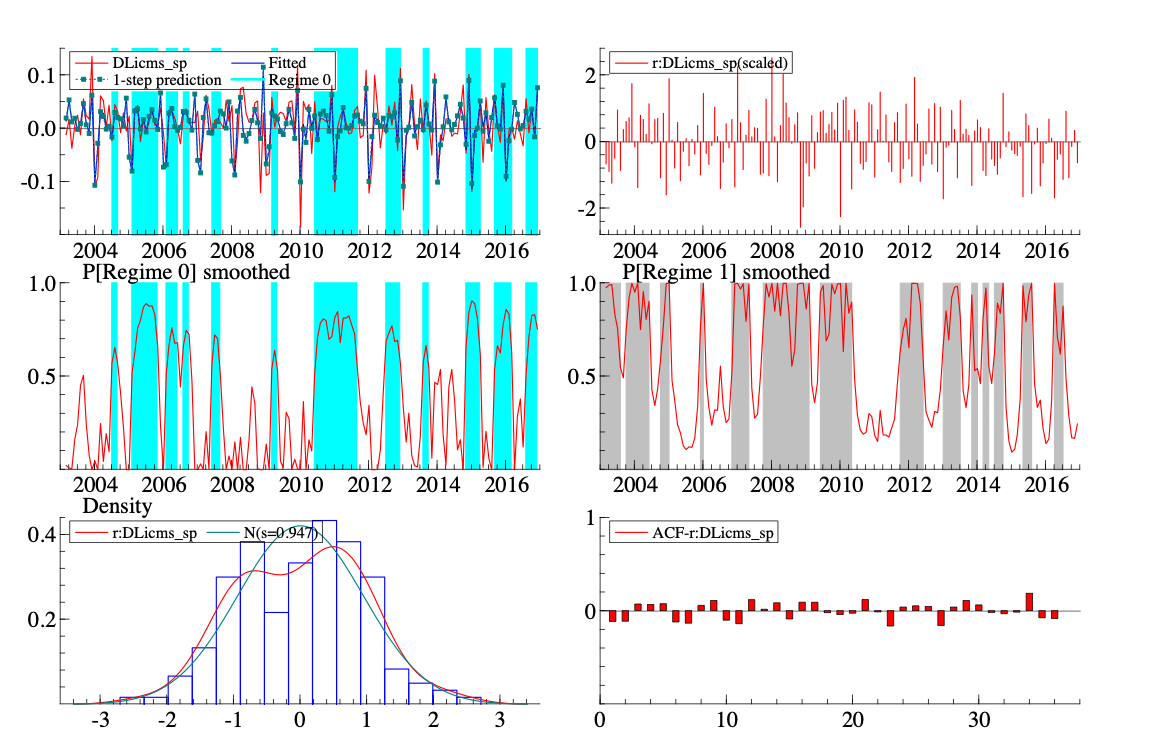 DLicms_sp Fitted
1-step prediction Regime 0
0.1
0.0
-0.1
2004 2006 2008 2010 2012 2014 2016
r:DLicms_sp(scaled)
2
0
-2
2004 2006 2008 2010 2012 2014 2016
P[Regime 0] smoothed
1.0
0.5
2004 2006 2008 2010 2012 2014 2016
P[Regime 1] smoothed
1.0
0.5
2004 2006 2008 2010 2012 2014 2016
Density
r:DLicms_sp N(s=0.947)
0.4
0.2
-3 -2 -1 0 1 2 3
1
ACF-r:DLicms_sp
0
0 10 20 30